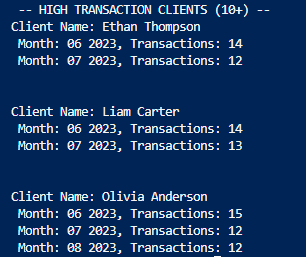 -- HIGH TRANSACTION CLIENTS (10+) --
Client Name: Ethan Thompson
Month: 06 2023, Transactions: 14
Month: 07 2023, Transactions: 12
Client Name: Liam Carter
Month: 06 2023, Transactions: 14
Month: 07 2023, Transactions: 13
Client Name: Olivia Anderson
Month: 06 2023, Transactions: 15
Month: 07 2023, Transactions: 12
Month: 08 2023, Transactions: 12